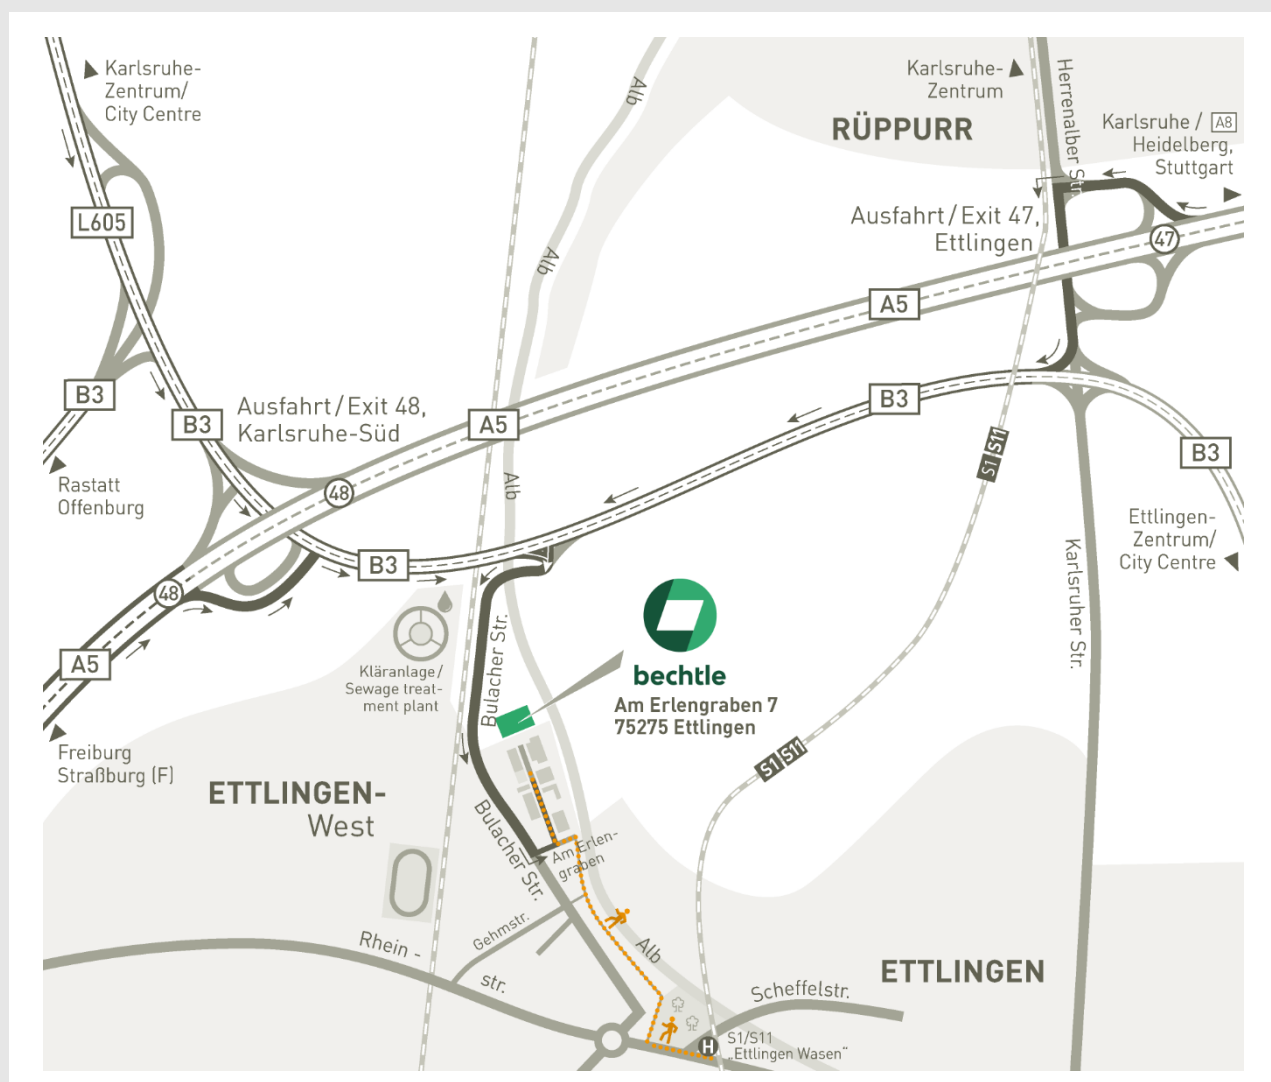 Karlsruhe-
Zentrum/
City Centre
Alb
Karlsruhe-
Zentrum
Herrenalber Str.
RÜPPURR
Karlsruhe / A8
Heidelberg,
Stuttgart
L605
Ausfahrt/Exit 47,
Ettlingen
47
Alb
A5
B3
B3
Ausfahrt/Exit 48,
Karlsruhe-Süd
A5
B3
B3
S1 S11
Rastatt
Offenburg
48
Alb
Ettlingen-
Zentrum/
City Centre
B3
48
Karlsruher Str.
A5
Kläranlage/
Sewage treat-
ment plant
Bulacher Str.
bechtle
Am Erlengraben 7
75275 Ettlingen
Freiburg
Straßburg (F)
S1 S11
ETTLINGEN-
West
Bulacher Str.
Am Erlen-
graben
Gehmstr.
Rhein -
str.
Alb
ETTLINGEN
Scheffelstr.
H
S1/S11
„Ettlingen Wasen“